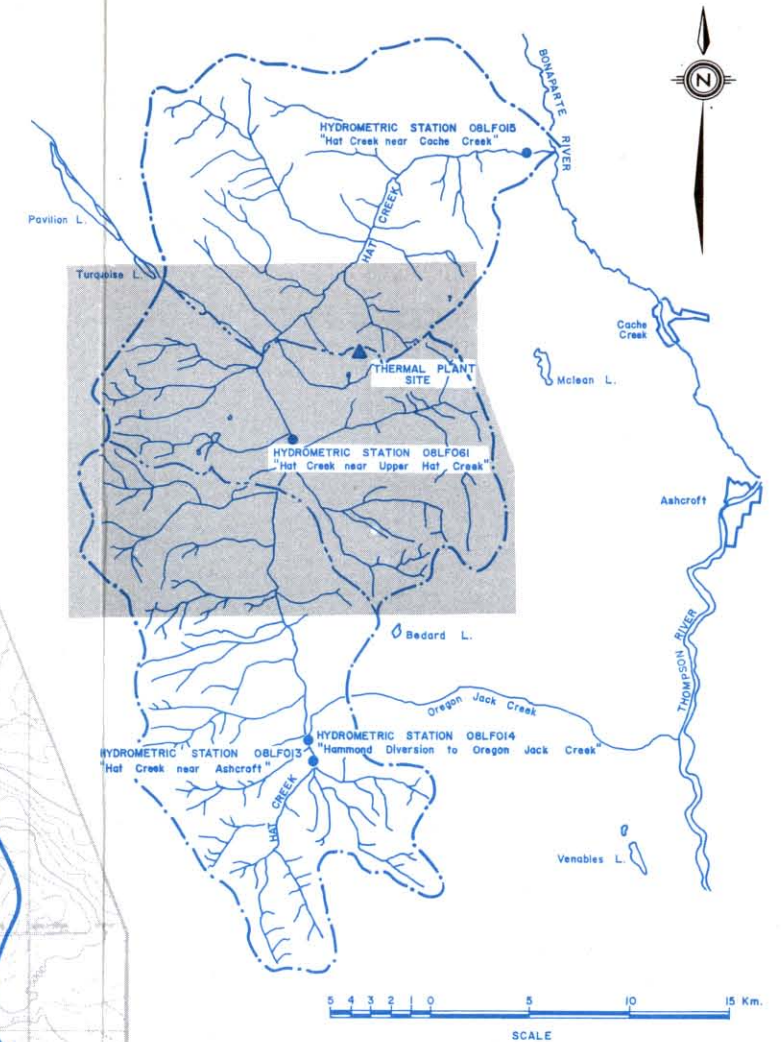 N
BONAPARTE RIVER
HYDROMETRIC STATION 08LF015
"Hat Creek near Cache Creek"
HAT CREEK
Pavilion L.
Turquoise L.
Cache
Creek
THERMAL PLANT
SITE
Mclean L.
HYDROMETRIC STATION 08LF061
"Hat Creek near Upper Hat Creek"
Ashcroft
THOMPSON RIVER
Bedard L.
Oregon Jack Creek
HYDROMETRIC STATION 08LF014
"Hammond Diversion to Oregon Jack Creek"
HYDROMETRIC STATION 08LF013
"Hat Creek near Ashcroft"
HAT CREEK
Venables L.
5 4 3 2 1 0 5 10 15 Km.
SCALE